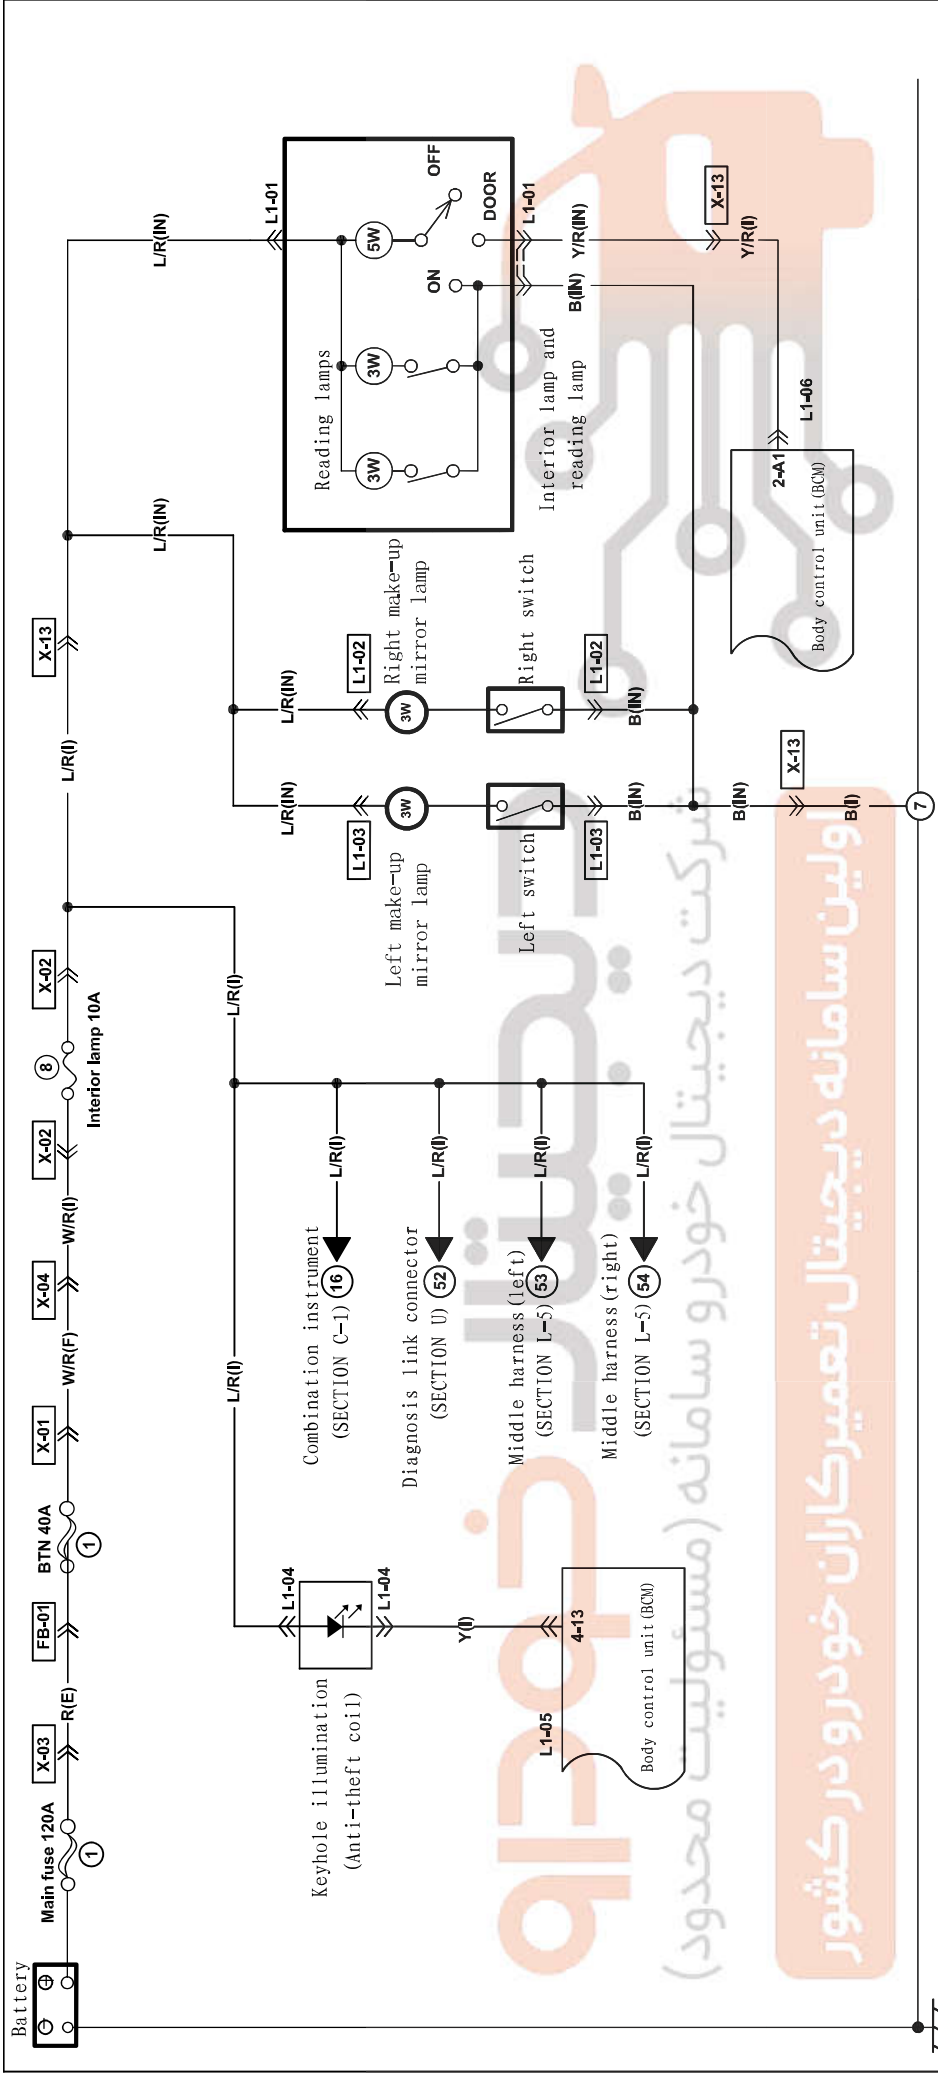 Battery
Main fuse 120A
1
X-03
R(E)
FB-01
BTN 40A
1
X-01
W/R(F)
X-04
W/R(I)
X-02
8
Interior lamp 10A
X-02
L/R(I)
X-13
L/R(IN)
L/R(IN)
L/R(I)
L/R(I)
L1-04
L1-04
Keyhole illumination
(Anti-theft coil)
Y(I)
4-13
L1-05
Body control unit(BCM)
L/R(I)
Combination instrument
16
(SECTION C-1)
L/R(I)
Diagnosis link connector
52
(SECTION U)
L/R(I)
Middle harness(left)
53
(SECTION L-5)
L/R(I)
Middle harness(right)
54
(SECTION L-5)
L/R(IN)
L1-03
3W
Left make-up
mirror lamp
Left switch
L1-03
B(IN)
L/R(IN)
L1-02
3W
Right make-up
mirror lamp
Right switch
L1-02
B(IN)
B(IN)
X-13
B(I)
7
L1-01
Reading lamps
3W
3W
5W
OFF
ON
DOOR
L1-01
Interior lamp and
reading lamp
B(IN)
Y/R(IN)
X-13
Y/R(I)
L1-06
2-A1
Body control unit(BCM)
دیجیتال خودرو
شرکت دیجیتال خودرو سامانه (مسئولیت محدود)
اولین سامانه دیجیتال تعمیرکاران خودرو در کشور